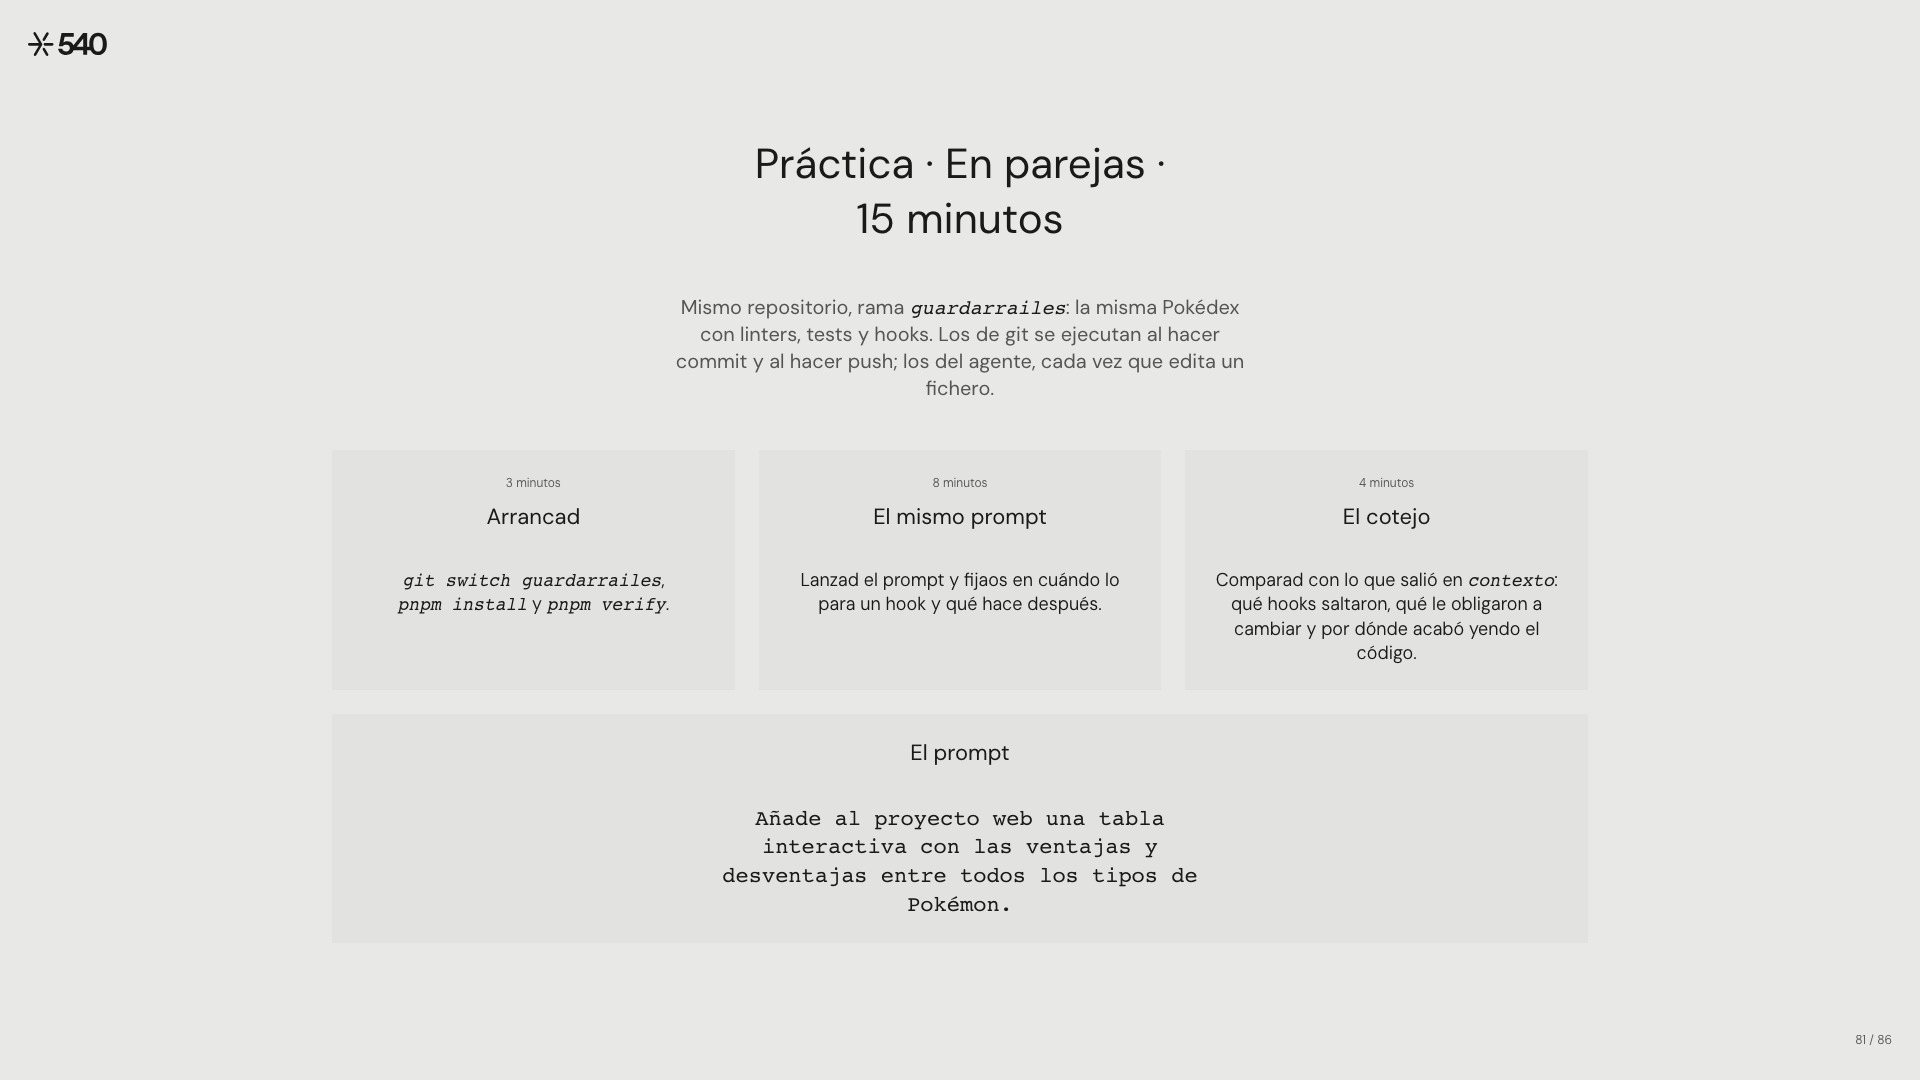 540
Práctica · En parejas ·
15 minutos
Mismo repositorio, rama guardarrailes: la misma Pokédex
con linters, tests y hooks. Los de git se ejecutan al hacer
commit y al hacer push; los del agente, cada vez que edita un
fichero.
3 minutos
Arrancad
git switch guardarrailes,
pnpm install y pnpm verify.
8 minutos
El mismo prompt
Lanzad el prompt y fijaos en cuándo lo
para un hook y qué hace después.
4 minutos
El cotejo
Comparad con lo que salió en contexto:
qué hooks saltaron, qué le obligaron a
cambiar y por dónde acabó yendo el
código.
El prompt
Añade al proyecto web una tabla
interactiva con las ventajas y
desventajas entre todos los tipos de
Pokémon.
81 / 86